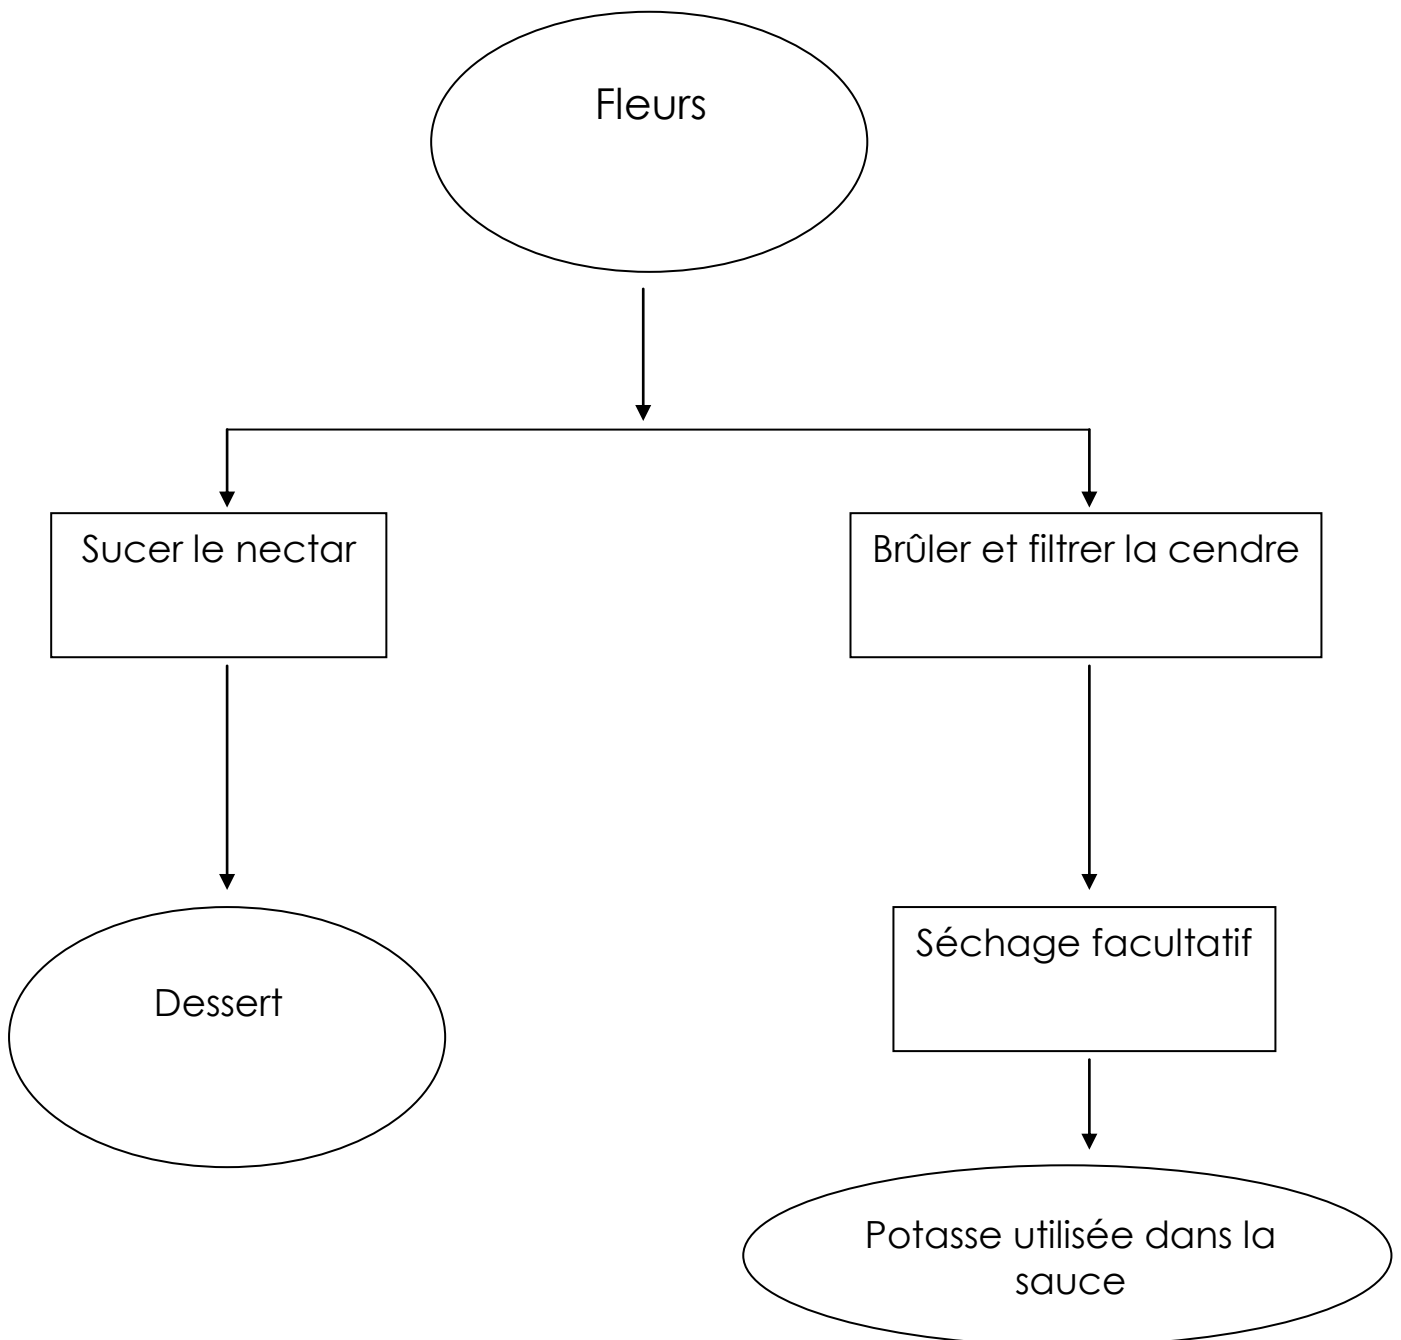 Fleurs
Sucer le nectar
Brûler et filtrer la cendre
Séchage facultatif
Dessert
Potasse utilisée dans la
sauce